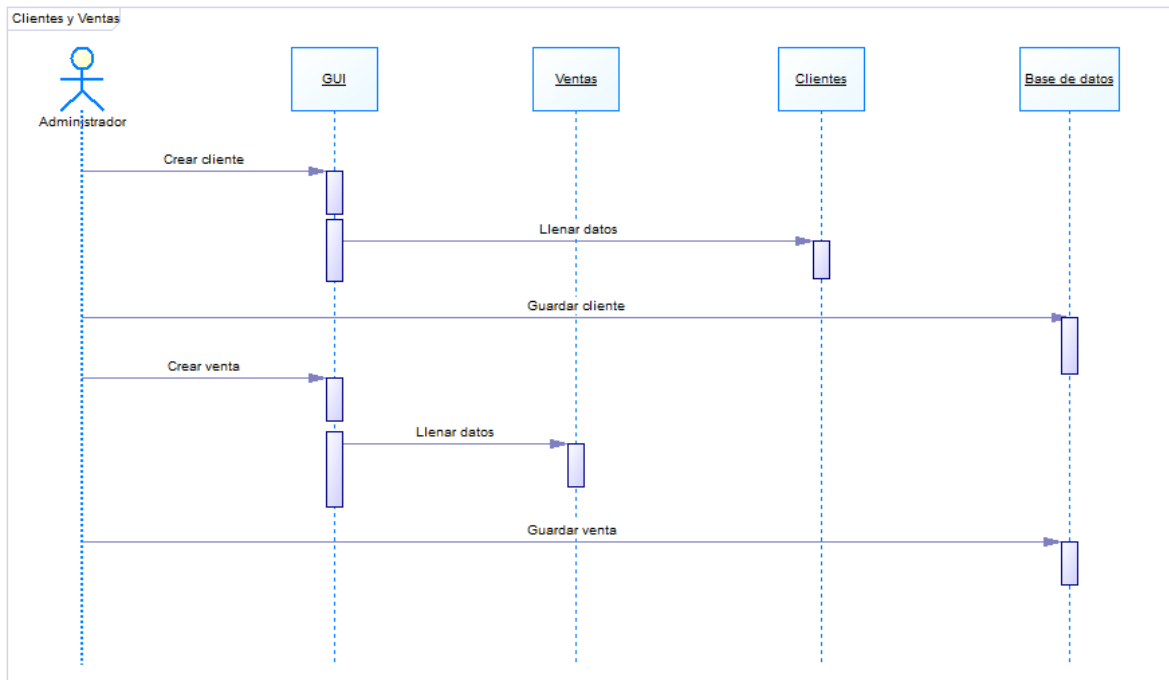 Clientes y Ventas
GUI
Ventas
Clientes
Base de datos
Administrador
Crear cliente
Llenar datos
Guardar cliente
Crear venta
Llenar datos
Guardar venta